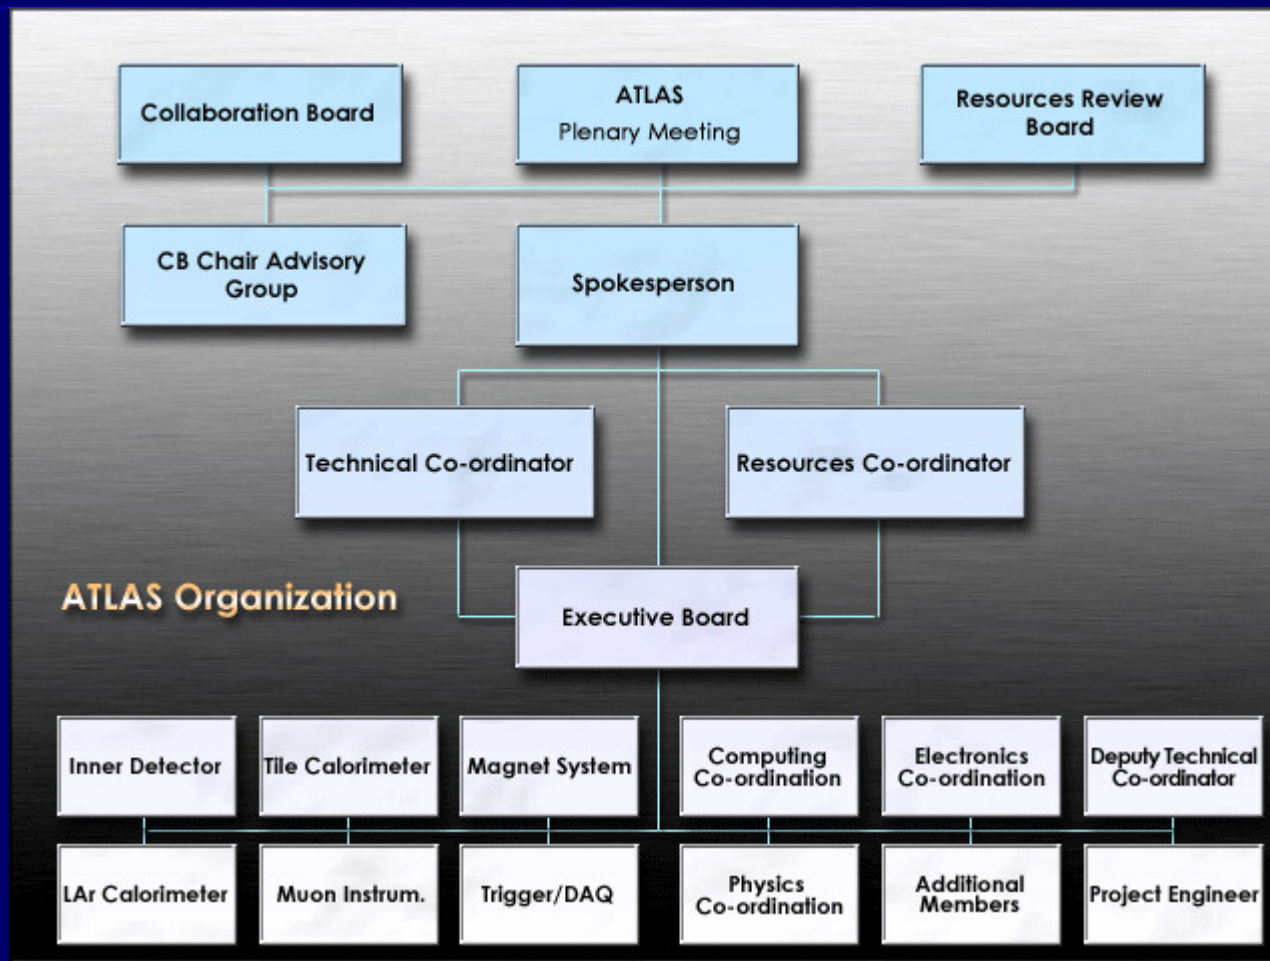 Collaboration Board
ATLAS
Plenary Meeting
Resources Review
Board
CB Chair Advisory
Group
Spokesperson
Technical Co-ordinator
Resources Co-ordinator
ATLAS Organization
Executive Board
Inner Detector
Tile Calorimeter
Magnet System
Computing
Co-ordination
Electronics
Co-ordination
Deputy Technical
Co-ordinator
LAr Calorimeter
Muon Instrum.
Trigger/DAQ
Physics
Co-ordination
Additional
Members
Project Engineer